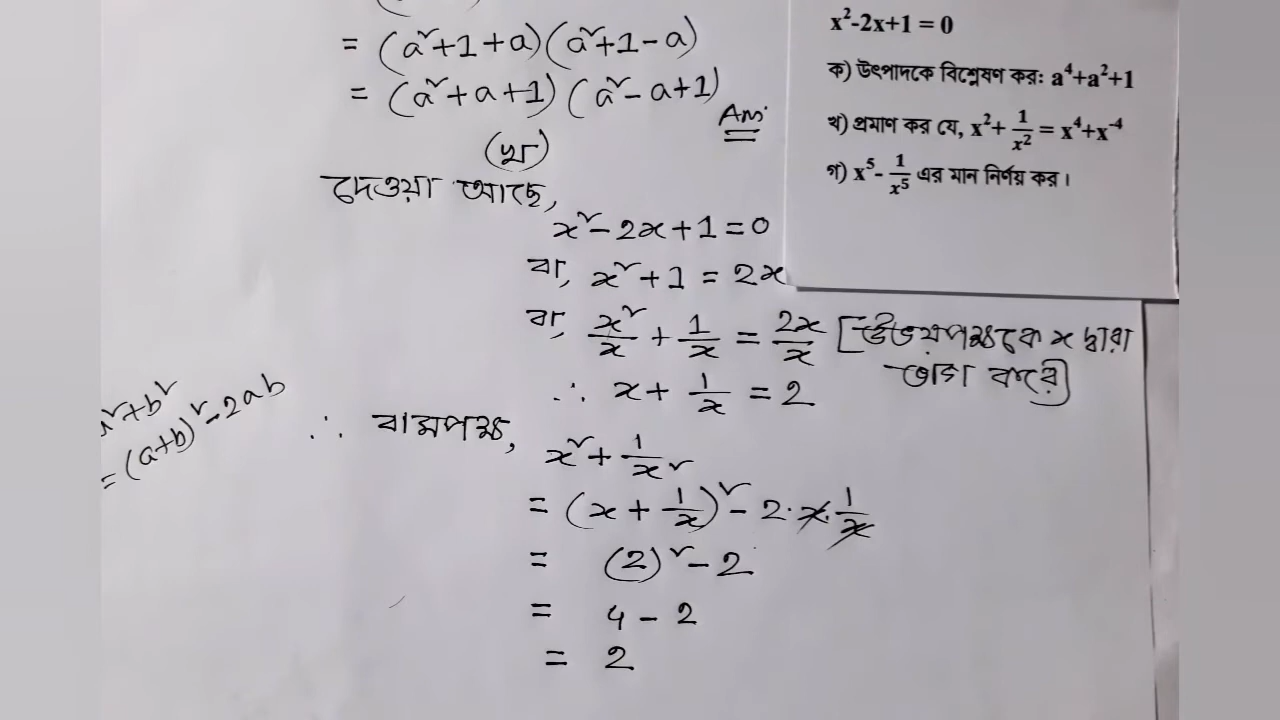 = (a²+1+a)(a²+1-a)
= (a²+a+1)(a²-a+1)
Ans
(খ)
দেওয়া আছে,
x²-2x+1=0
বা, x²+1 = 2x
বা, x²/x + 1/x = 2x/x [উভয়পক্ষকে x দ্বারা
ভাগ করে]
∴ x + 1/x = 2
a²+b²
= (a+b)²-2ab
∴ বামপক্ষ,
x² + 1/x²
= (x + 1/x)² - 2·x·1/x
= (2)² - 2
= 4 - 2
= 2
x²-2x+1 = 0
ক) উৎপাদকে বিশ্লেষণ কর: a⁴+a²+1
খ) প্রমাণ কর যে, x²+ 1/x² = x⁴+x⁻⁴
গ) x⁵- 1/x⁵ এর মান নির্ণয় কর।